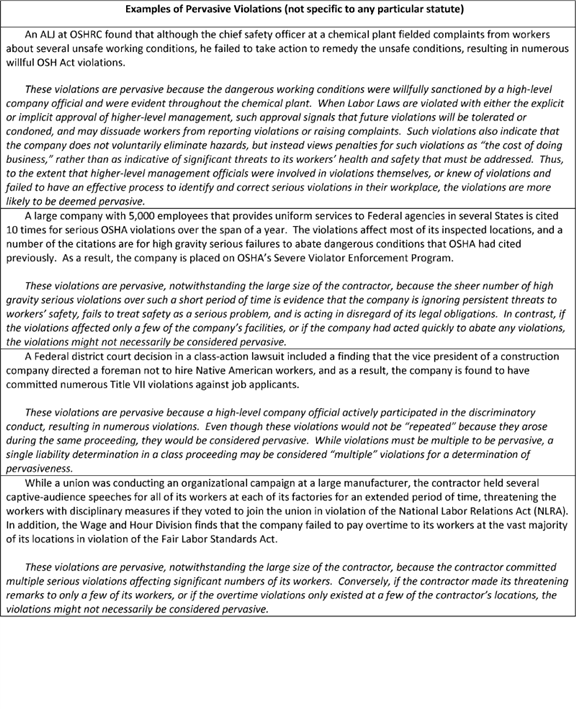 Examples of Pervasive Violations (not specific to any particular statute)
An ALJ at OSHRC found that although the chief safety officer at a chemical plant fielded complaints from workers
about several unsafe working conditions, he failed to take action to remedy the unsafe conditions, resulting in numerous
willful OSH Act violations.
These violations are pervasive because the dangerous working conditions were willfully sanctioned by a high-level
company official and were evident throughout the chemical plant. When Labor Laws are violated with either the explicit
or implicit approval of higher-level management, such approval signals that future violations will be tolerated or
condoned, and may dissuade workers from reporting violations or raising complaints. Such violations also indicate that
the company does not voluntarily eliminate hazards, but instead views penalties for such violations as "the cost of doing
business," rather than as indicative of significant threats to its workers' health and safety that must be addressed. Thus,
to the extent that higher-level management officials were involved in violations themselves, or knew of violations and
failed to have an effective process to identify and correct serious violations in their workplace, the violations are more
likely to be deemed pervasive.
A large company with 5,000 employees that provides uniform services to Federal agencies in several States is cited
10 times for serious OSHA violations over the span of a year. The violations affect most of its inspected locations, and a
number of the citations are for high gravity serious failures to abate dangerous conditions that OSHA had cited
previously. As a result, the company is placed on OSHA's Severe Violator Enforcement Program.
These violations are pervasive, notwithstanding the large size of the contractor, because the sheer number of high
gravity serious violations over such a short period of time is evidence that the company is ignoring persistent threats to
workers' safety, fails to treat safety as a serious problem, and is acting in disregard of its legal obligations. In contrast, if
the violations affected only a few of the company's facilities, or if the company had acted quickly to abate any violations,
the violations might not necessarily be considered pervasive.
A Federal district court decision in a class-action lawsuit included a finding that the vice president of a construction
company directed a foreman not to hire Native American workers, and as a result, the company is found to have
committed numerous Title VII violations against job applicants.
These violations are pervasive because a high-level company official actively participated in the discriminatory
conduct, resulting in numerous violations. Even though these violations would not be "repeated" because they arose
during the same proceeding, they would be considered pervasive. While violations must be multiple to be pervasive, a
single liability determination in a class proceeding may be considered "multiple" violations for a determination of
pervasiveness.
While a union was conducting an organizational campaign at a large manufacturer, the contractor held several
captive-audience speeches for all of its workers at each of its factories for an extended period of time, threatening the
workers with disciplinary measures if they voted to join the union in violation of the National Labor Relations Act (NLRA).
In addition, the Wage and Hour Division finds that the company failed to pay overtime to its workers at the vast majority
of its locations in violation of the Fair Labor Standards Act.
These violations are pervasive, notwithstanding the large size of the contractor, because the contractor committed
multiple serious violations affecting significant numbers of its workers. Conversely, if the contractor made its threatening
remarks to only a few of its workers, or if the overtime violations only existed at a few of the contractor's locations, the
violations might not necessarily be considered pervasive.